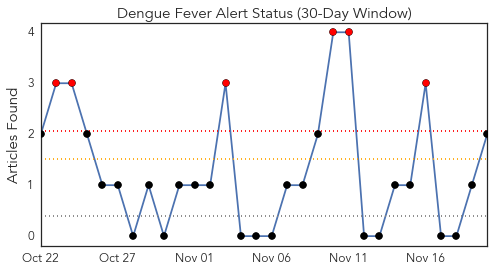 Dengue Fever Alert Status (30-Day Window)
Articles Found
4
3
2
1
0
Oct 22 Oct 27 Nov 01 Nov 06 Nov 11 Nov 16